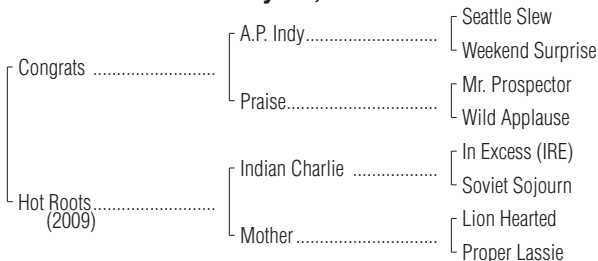 Seattle Slew
A.P. Indy..............................
Weekend Surprise
Congrats ............................
Mr. Prospector
Praise..................................
Wild Applause
In Excess (IRE)
Indian Charlie ....................
Soviet Sojourn
Hot Roots............................
(2009)
Lion Hearted
Mother.................................
Proper Lassie